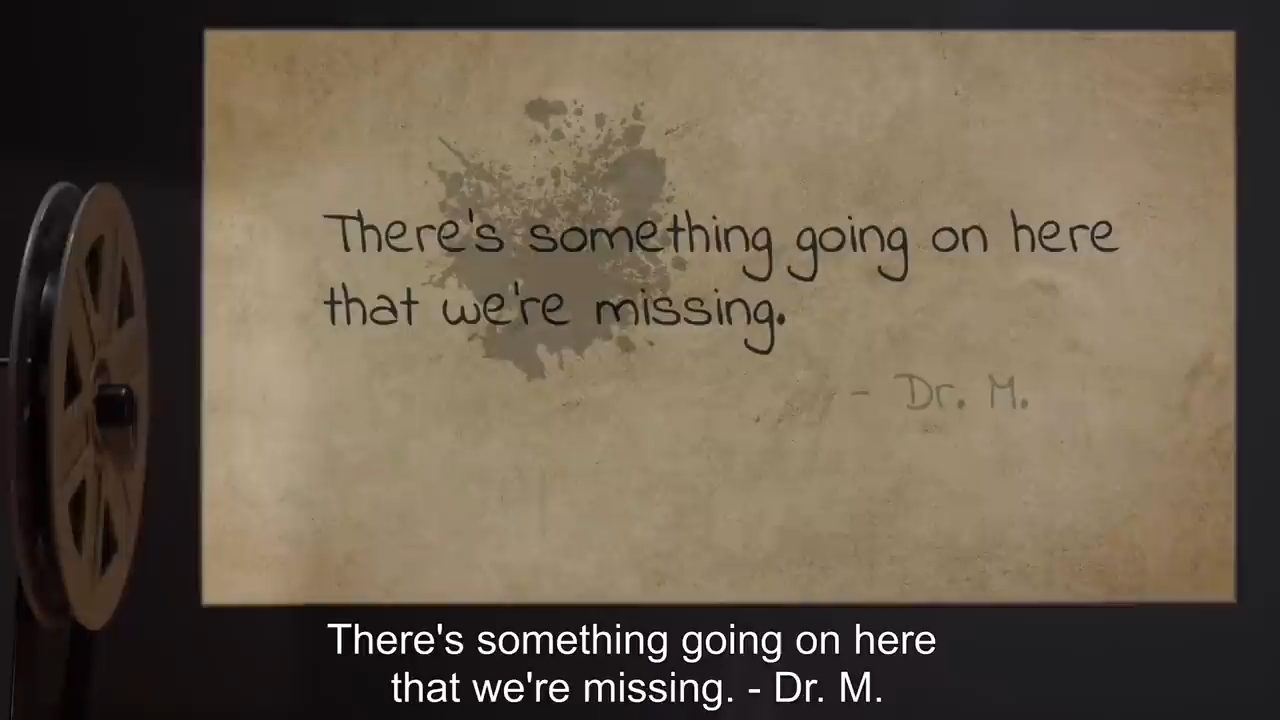 There's something going on here
that we're missing.
- Dr. M.
There's something going on here
that we're missing. - Dr. M.